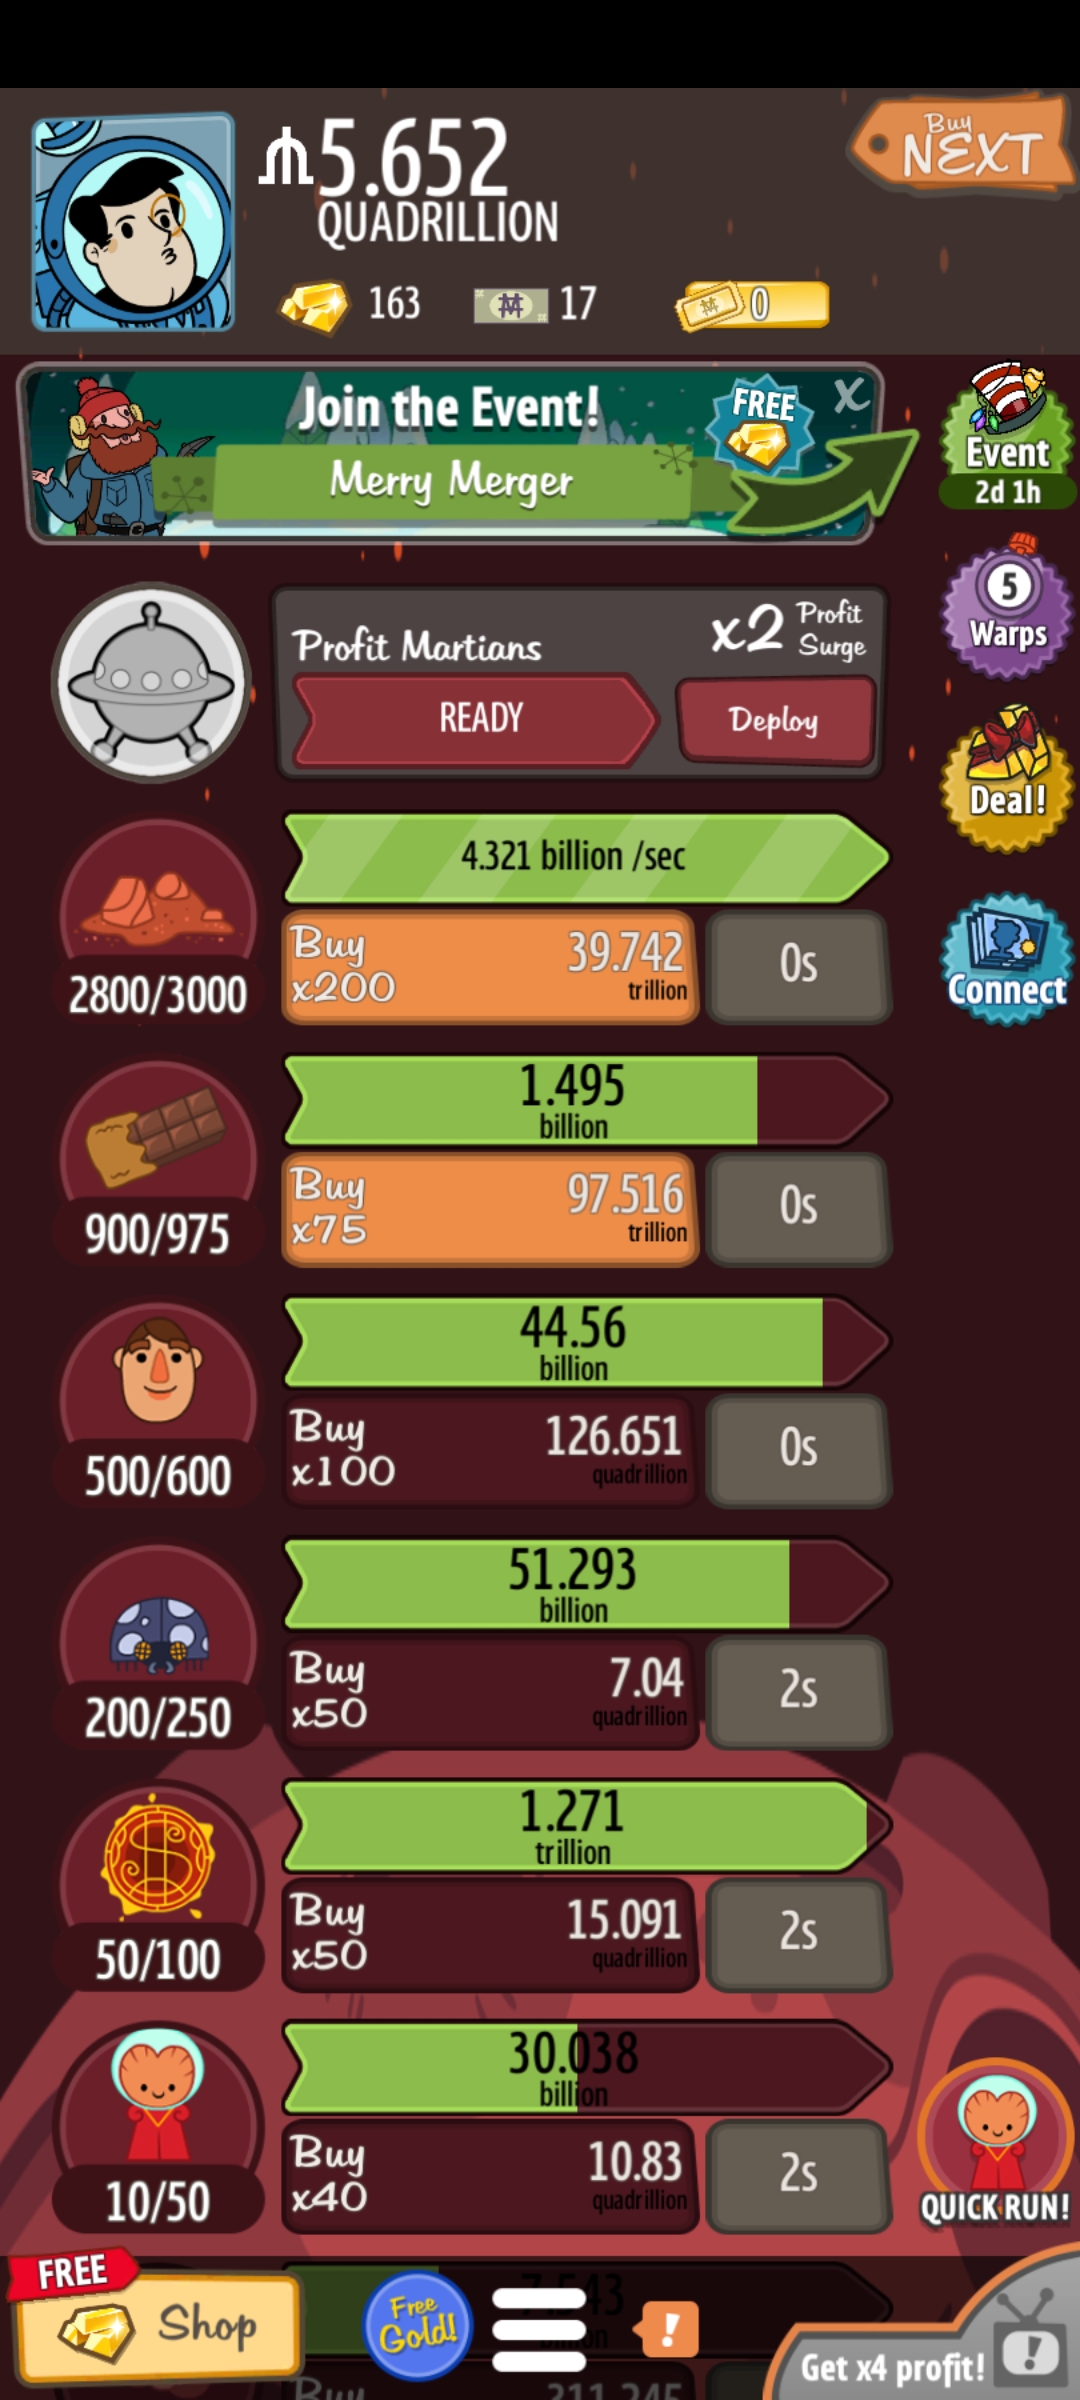 5.652
QUADRILLION
Buy
NEXT
163
17
0
Join the Event!
FREE
X
Merry Merger
Event
2d 1h
5
Warps
Profit Martians
x2 Profit Surge
READY
Deploy
Deal!
4.321 billion /sec
2800/3000
Buy x200
39.742 trillion
0s
Connect
1.495
billion
900/975
Buy x75
97.516 trillion
0s
44.56
billion
500/600
Buy x100
126.651 quadrillion
0s
51.293
billion
200/250
Buy x50
7.04 quadrillion
2s
1.271
trillion
50/100
Buy x50
15.091 quadrillion
2s
30.038
billion
10/50
Buy x40
10.83 quadrillion
2s
QUICK RUN!
FREE
Shop
Free Gold!
!
Get x4 profit!
!
7.543
Buy
311.245